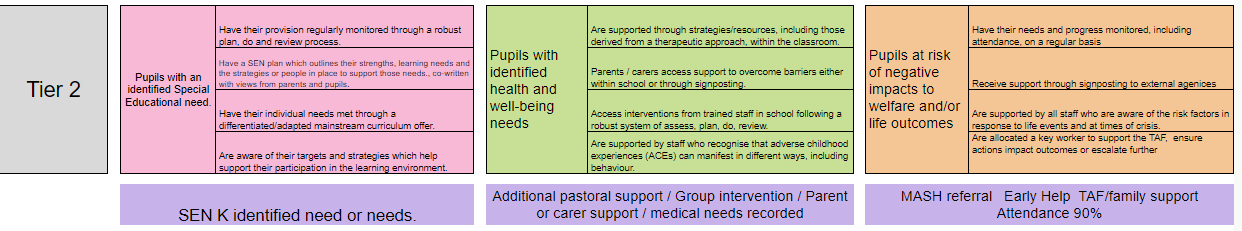 Tier 2
Pupils with an
identified Special
Educational need.
Have their provision regularly monitored through a robust
plan, do and review process.
Have a SEN plan which outlines their strengths, learning needs and
the strategies or people in place to support those needs., co-written
with views from parents and pupils.
Have their individual needs met through a
differentiated/adapted mainstream curriculum offer.
Are aware of their targets and strategies which help
support their participation in the learning environment.
SEN K identified need or needs.
Pupils with
identified
health and
well-being
needs
Are supported through strategies/resources, including those
derived from a therapeutic approach, within the classroom.
Parents / carers access support to overcome barriers either
within school or through signposting.
Access interventions from trained staff in school following a
robust system of assess, plan, do, review.
Are supported by staff who recognise that adverse childhood
experiences (ACEs) can manifest in different ways, including
behaviour.
Additional pastoral support / Group intervention / Parent
or carer support / medical needs recorded
Pupils at risk
of negative
impacts to
welfare and/or
life outcomes
Have their needs and progress monitored, including
attendance, on a regular basis
Receive support through signposting to external agenices
Are supported by all staff who are aware of the risk factors in
response to life events and at times of crisis.
Are allocated a key worker to support the TAF, ensure
actions impact outcomes or escalate further
MASH referral Early Help TAF/family support
Attendance 90%